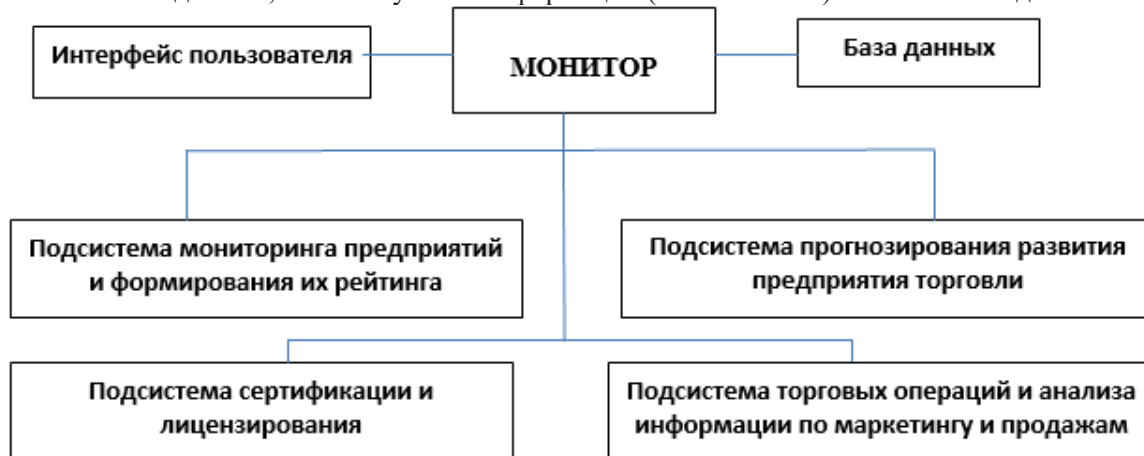 Интерфейс пользователя
МОНИТОР
База данных
Подсистема мониторинга предприятий
и формирования их рейтинга
Подсистема прогнозирования развития
предприятия торговли
Подсистема сертификации и
лицензирования
Подсистема торговых операций и анализа
информации по маркетингу и продажам